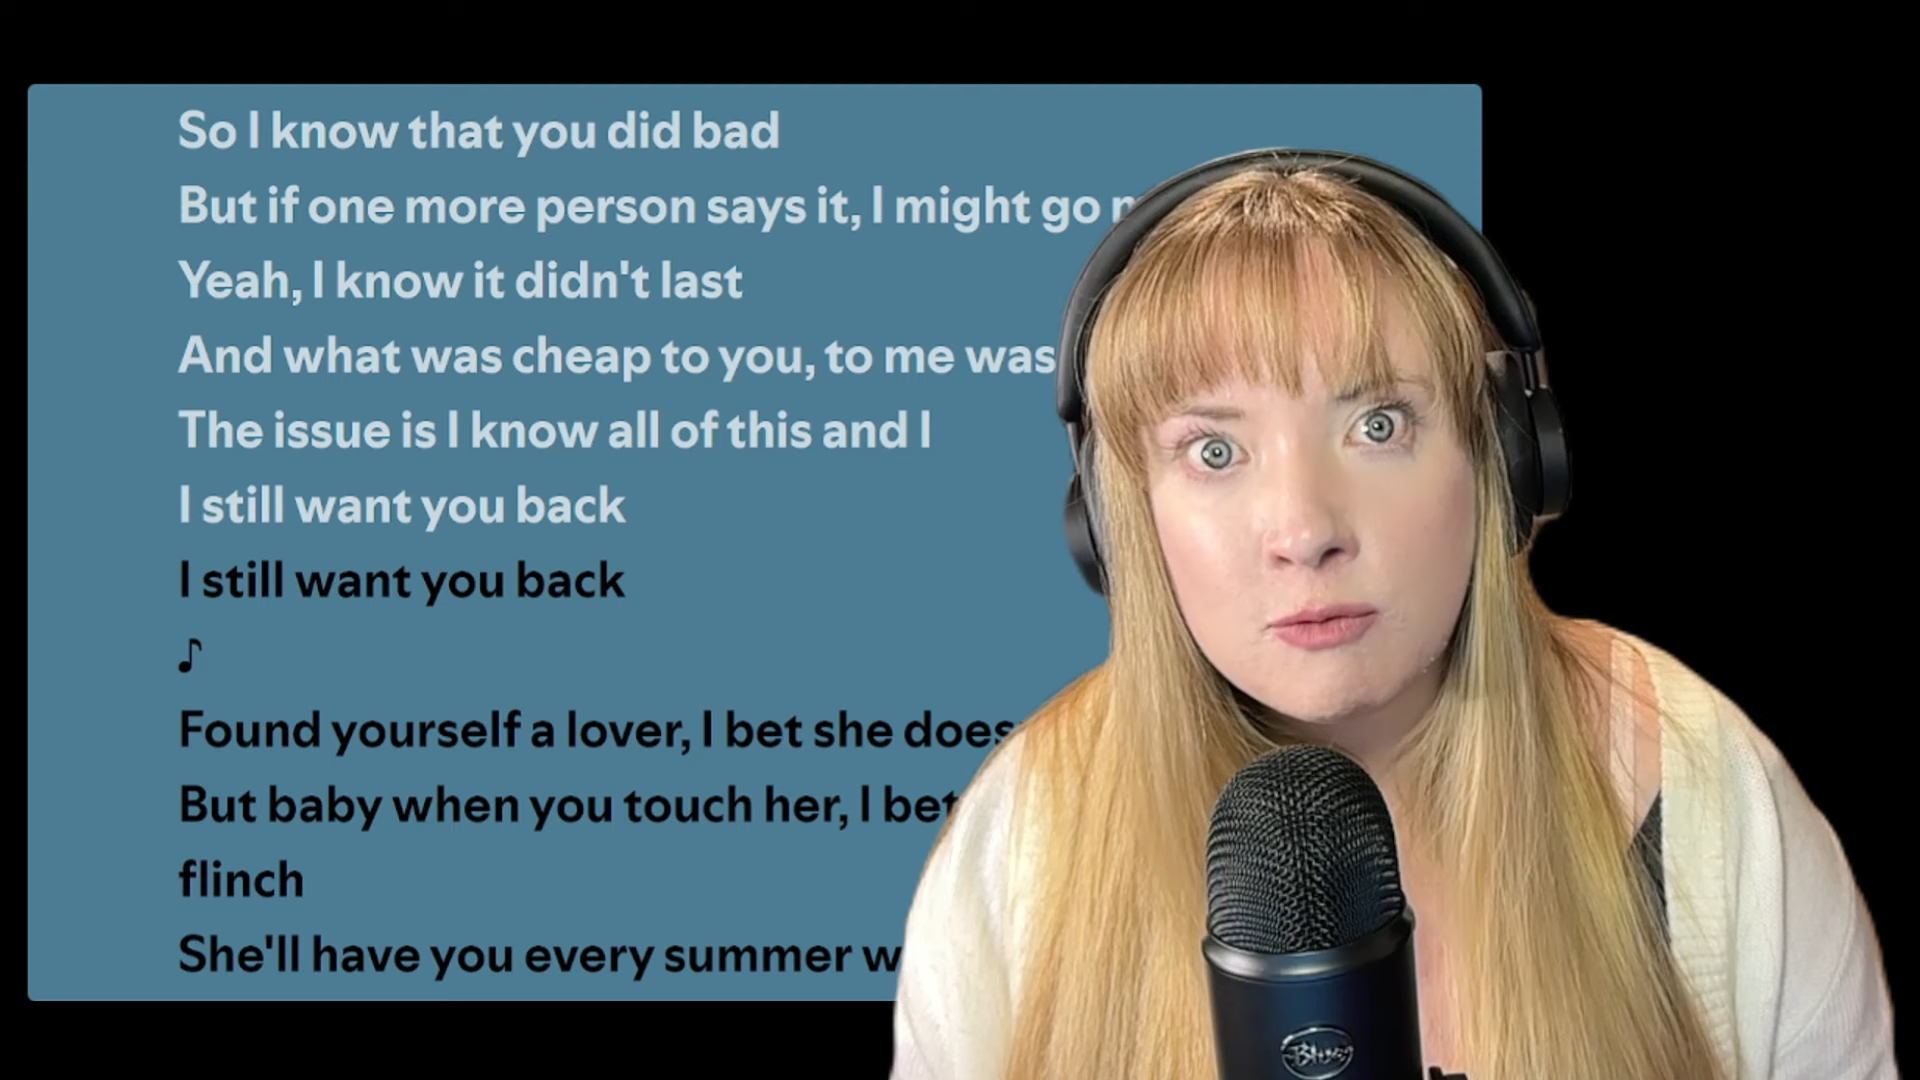 So I know that you did bad
But if one more person says it, I might go
Yeah, I know it didn't last
And what was cheap to you, to me was
The issue is I know all of this and I
I still want you back
I still want you back
♪
Found yourself a lover, I bet she
But baby when you touch her, I bet
flinch
She'll have you every summer
Blue